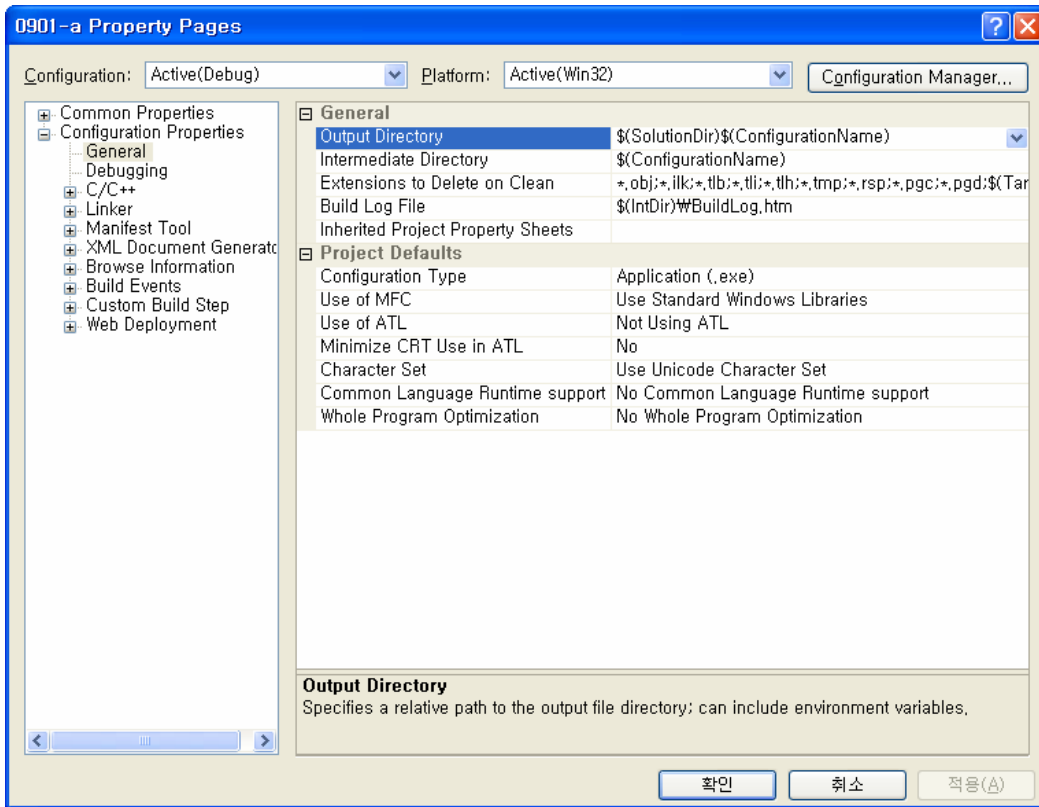 0901-a Property Pages
Configuration: Active(Debug) Platform: Active(Win32) Configuration Manager...
Common Properties
Configuration Properties
General
Debugging
C/C++
Linker
Manifest Tool
XML Document Generato
Browse Information
Build Events
Custom Build Step
Web Deployment
General
Output Directory $(SolutionDir)$(ConfigurationName)
Intermediate Directory $(ConfigurationName)
Extensions to Delete on Clean *.obj;*.ilk;*.tlb;*.tli;*.tlh;*.tmp;*.rsp;*.pgc;*.pgd;$(Tar
Build Log File $(IntDir)₩BuildLog.htm
Inherited Project Property Sheets
Project Defaults
Configuration Type Application (.exe)
Use of MFC Use Standard Windows Libraries
Use of ATL Not Using ATL
Minimize CRT Use in ATL No
Character Set Use Unicode Character Set
Common Language Runtime support No Common Language Runtime support
Whole Program Optimization No Whole Program Optimization
Output Directory
Specifies a relative path to the output file directory; can include environment variables.
확인 취소 적용(A)